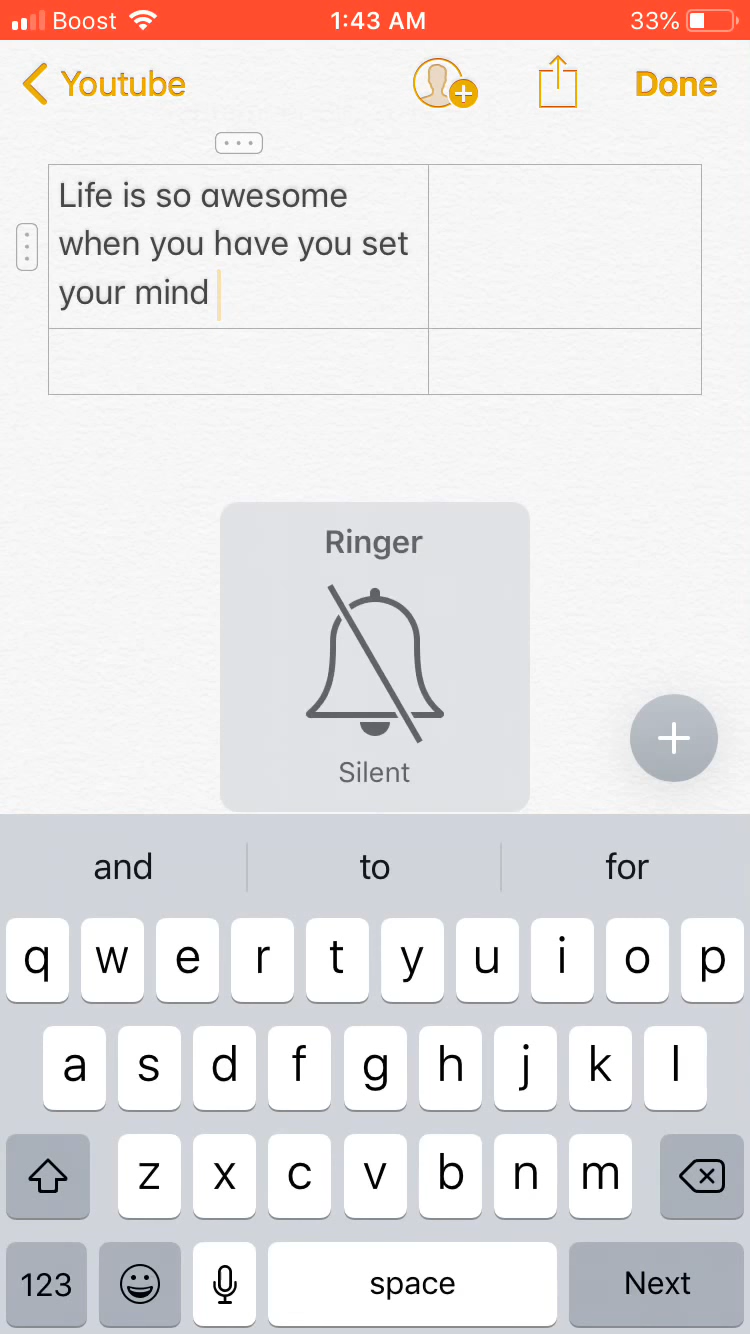 Boost 1:43 AM 33%
Youtube Done
Life is so awesome
when you have you set
your mind
Ringer
Silent
and to for
q w e r t y u i o p
a s d f g h j k l
z x c v b n m
123 space Next